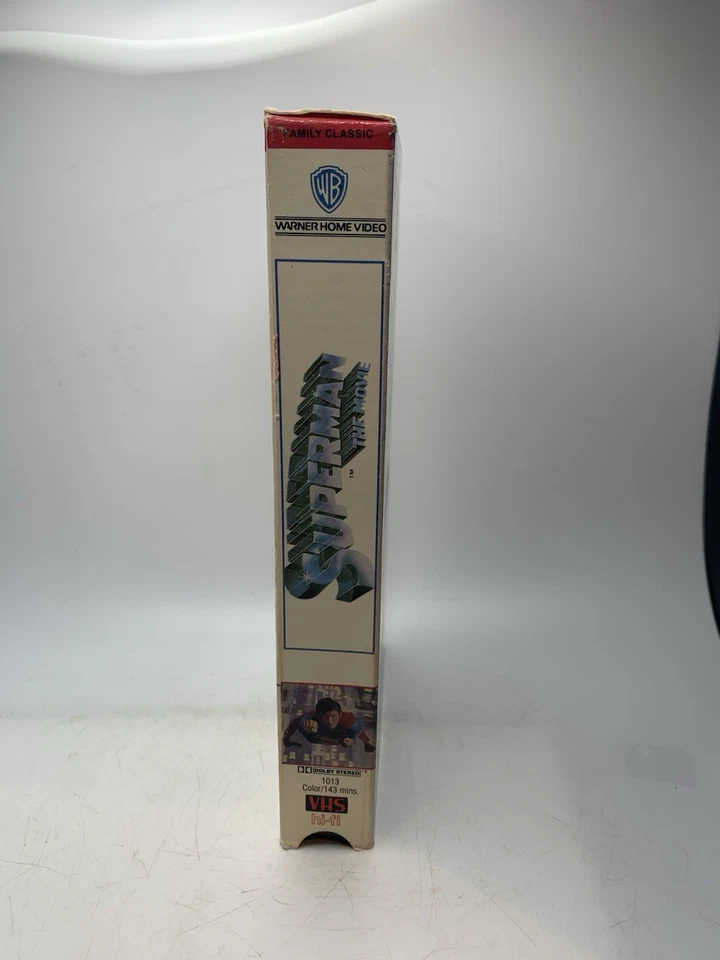 FAMILY CLASSIC
WB
WARNER HOME VIDEO
SUPERMAN
THE MOVIE
TM
DOLBY STEREO
1013
Color/143 mins.
VHS
hi-fi